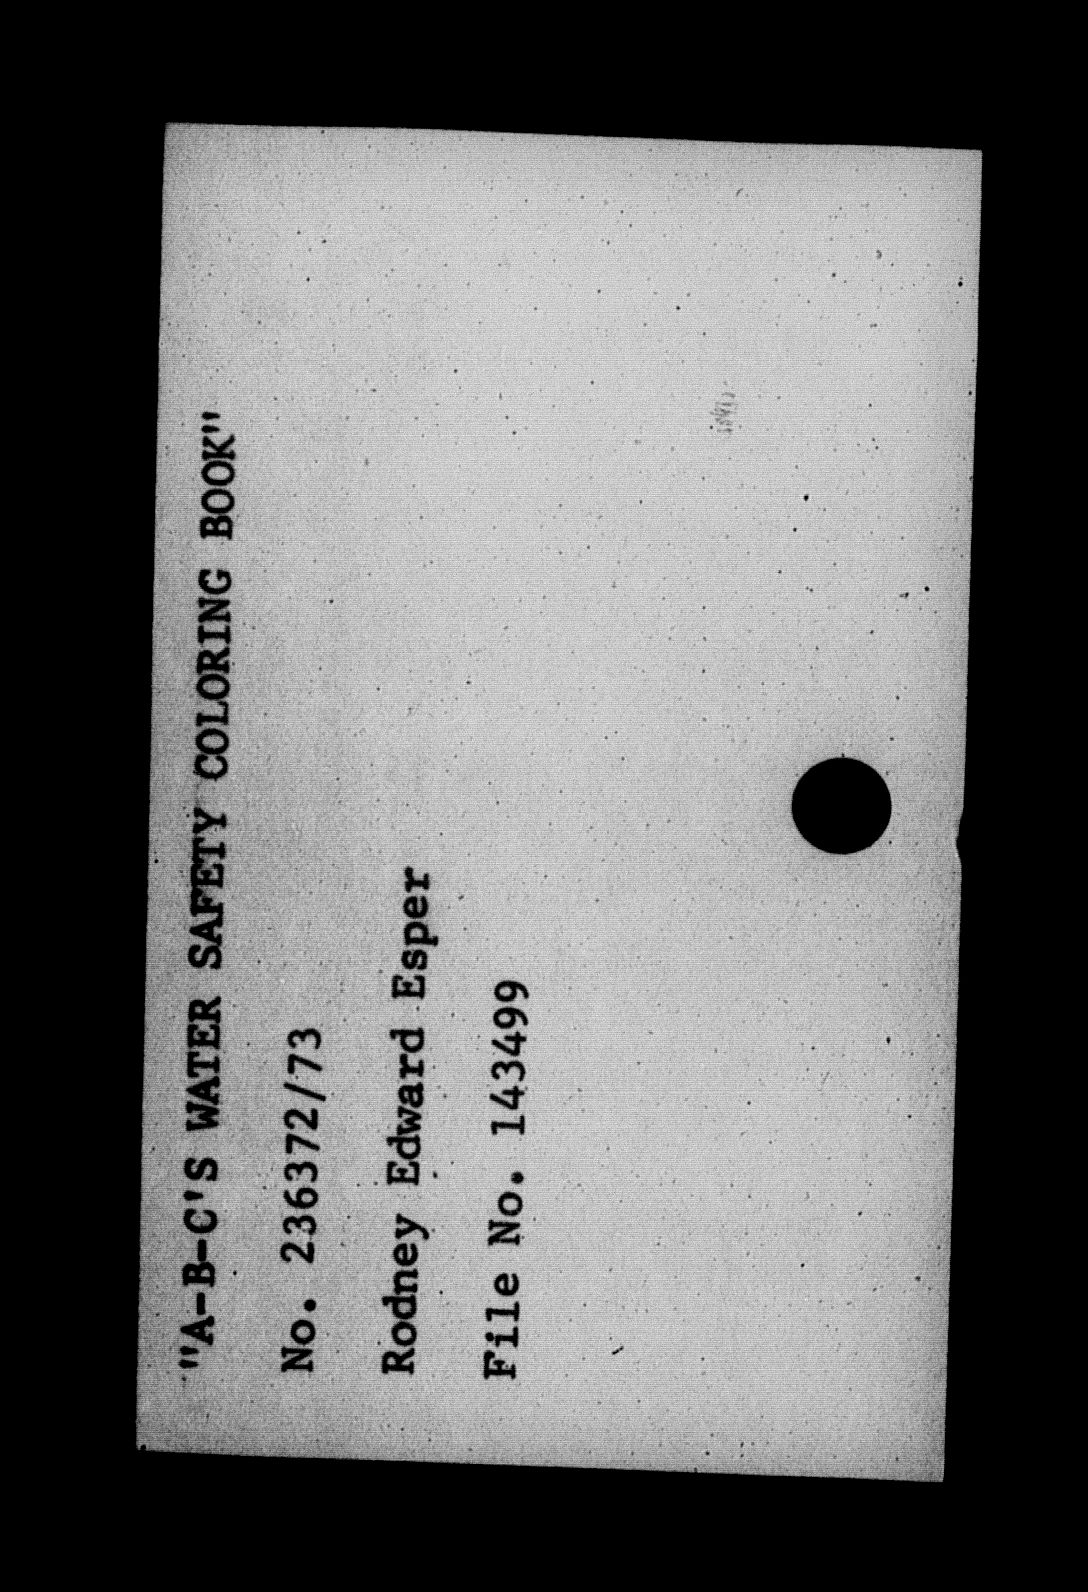 "A-B-C'S WATER SAFETY COLORING BOOK"
No. 236372/73
Rodney Edward Esper
File No. 143499